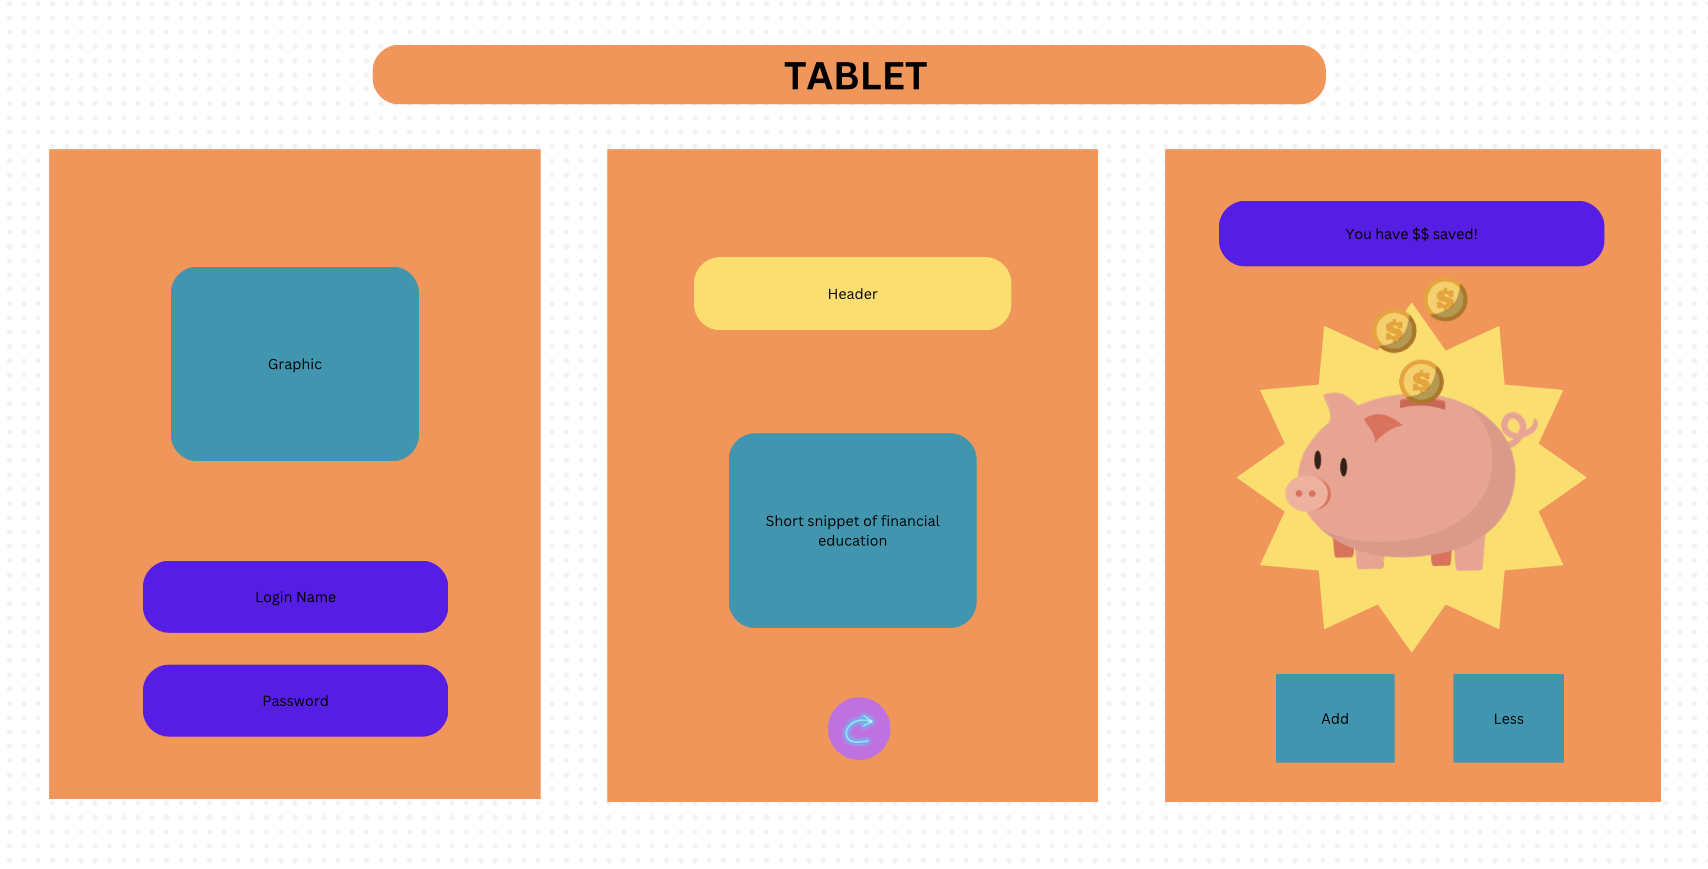 TABLET
Graphic
Login Name
Password
Header
Short snippet of financial
education
You have $$ saved!
$
$
$
Add
Less